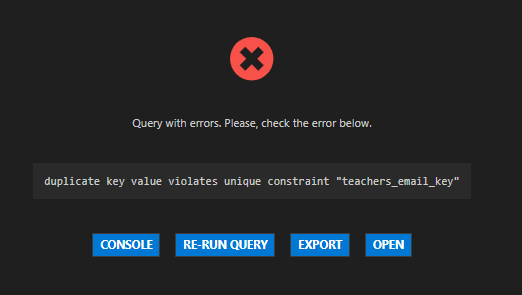 Query with errors. Please, check the error below.
duplicate key value violates unique constraint "teachers_email_key"
CONSOLE RE-RUN QUERY EXPORT OPEN